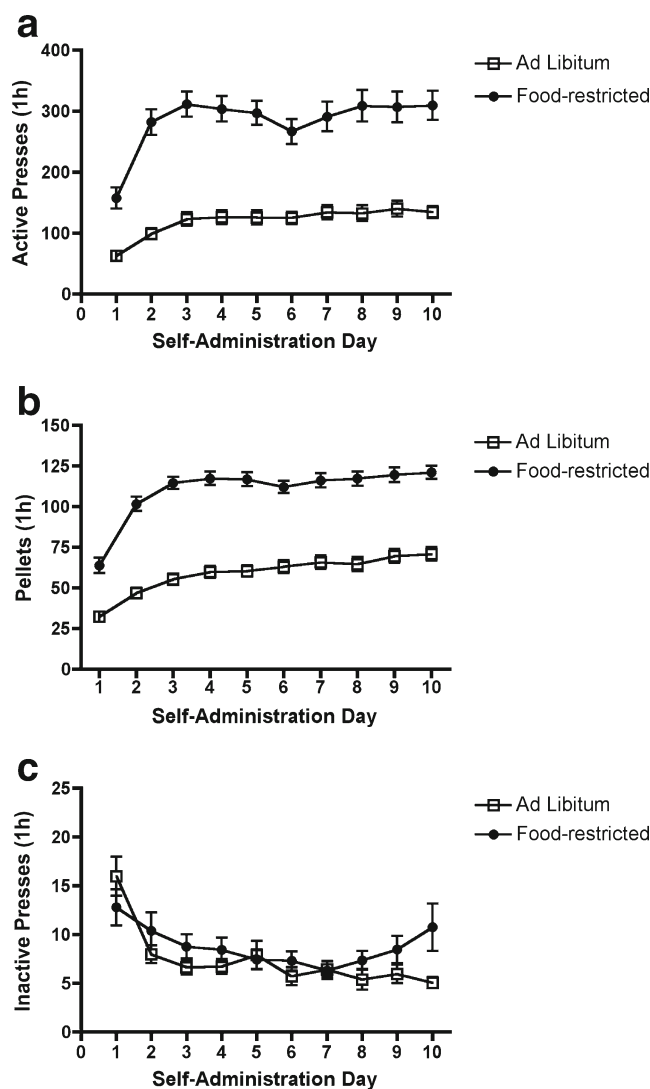 a
400
300
200
100
0
Active Presses (1h)
0 1 2 3 4 5 6 7 8 9 10
Self-Administration Day
Ad Libitum
Food-restricted
b
150
125
100
75
50
25
0
Pellets (1h)
1 2 3 4 5 6 7 8 9 10
Self-Administration Day
Ad Libitum
Food-restricted
c
25
20
15
10
5
0
Inactive Presses (1h)
0 1 2 3 4 5 6 7 8 9 10
Self-Administration Day
Ad Libitum
Food-restricted